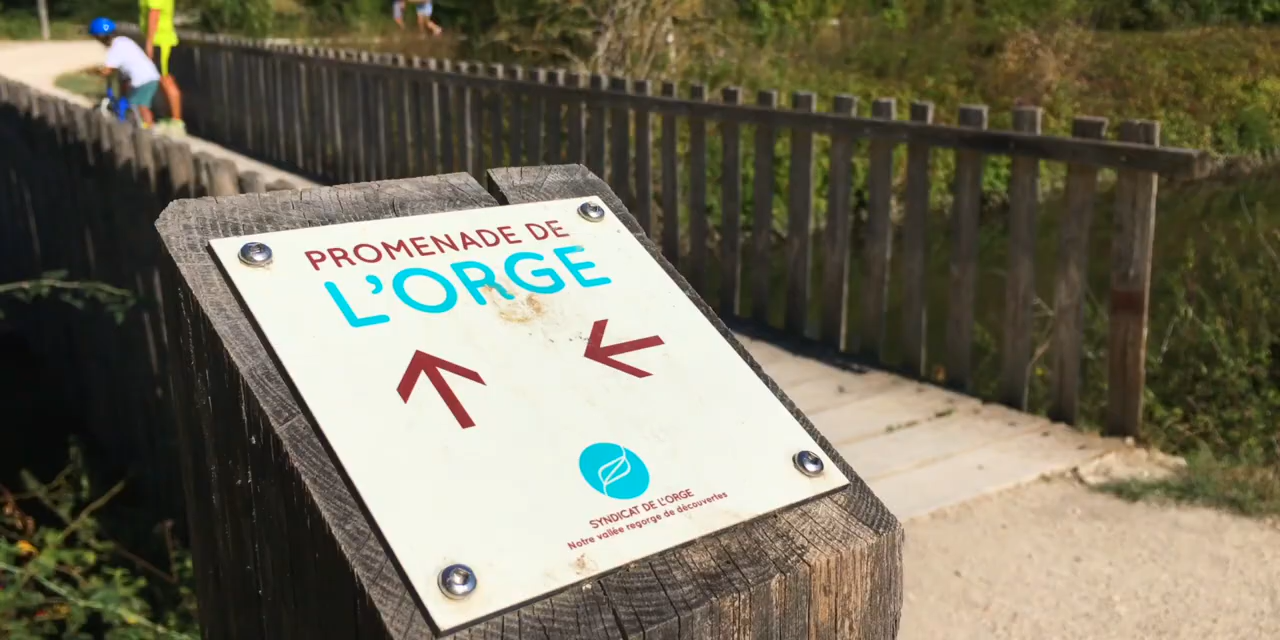 PROMENADE DE
L'ORGE
SYNDICAT DE L'ORGE
Notre vallée regorge de découvertes